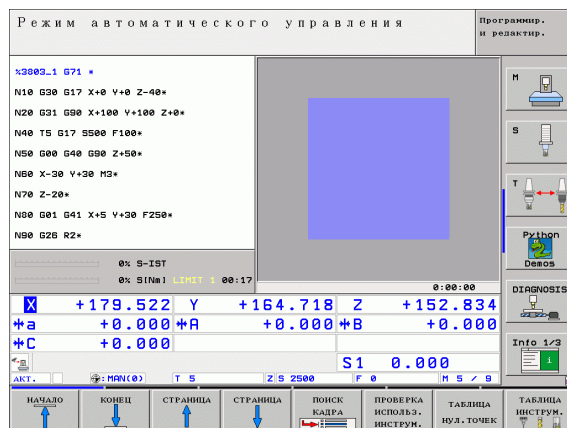 Режим автоматического управления
Программир.
и редактир.
%3803_1 G71 *
N10 G30 G17 X+0 Y+0 Z-40*
N20 G31 G90 X+100 Y+100 Z+0*
N40 T5 G17 S500 F100*
N50 G00 G40 G90 Z+50*
N60 X-30 Y+30 M3*
N70 Z-20*
N80 G01 G41 X+5 Y+30 F250*
N90 G26 R2*
0% S-IST
0% S[Nm] LIMIT 1 00:17
0:00:00
X +179.522 Y +164.718 Z +152.834
a +0.000 A +0.000 B +0.000
C +0.000
S1 0.000
АКТ. : MAN(0) T 5 Z S 2500 F 0 M 5 / 9
M
S
T
Python
Demos
DIAGNOSIS
Info 1/3
НАЧАЛО
КОНЕЦ
СТРАНИЦА
СТРАНИЦА
ПОИСК
КАДРА
ПРОВЕРКА
ИСПОЛЬЗ.
ИНСТРУМ.
ТАБЛИЦА
НУЛ.ТОЧЕК
ТАБЛИЦА
ИНСТРУМ.